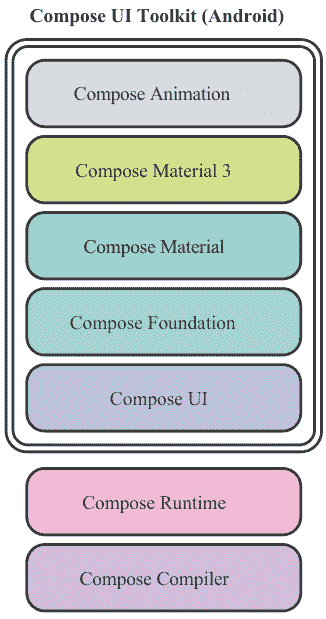 Compose UI Toolkit (Android)
Compose Animation
Compose Material 3
Compose Material
Compose Foundation
Compose UI
Compose Runtime
Compose Compiler